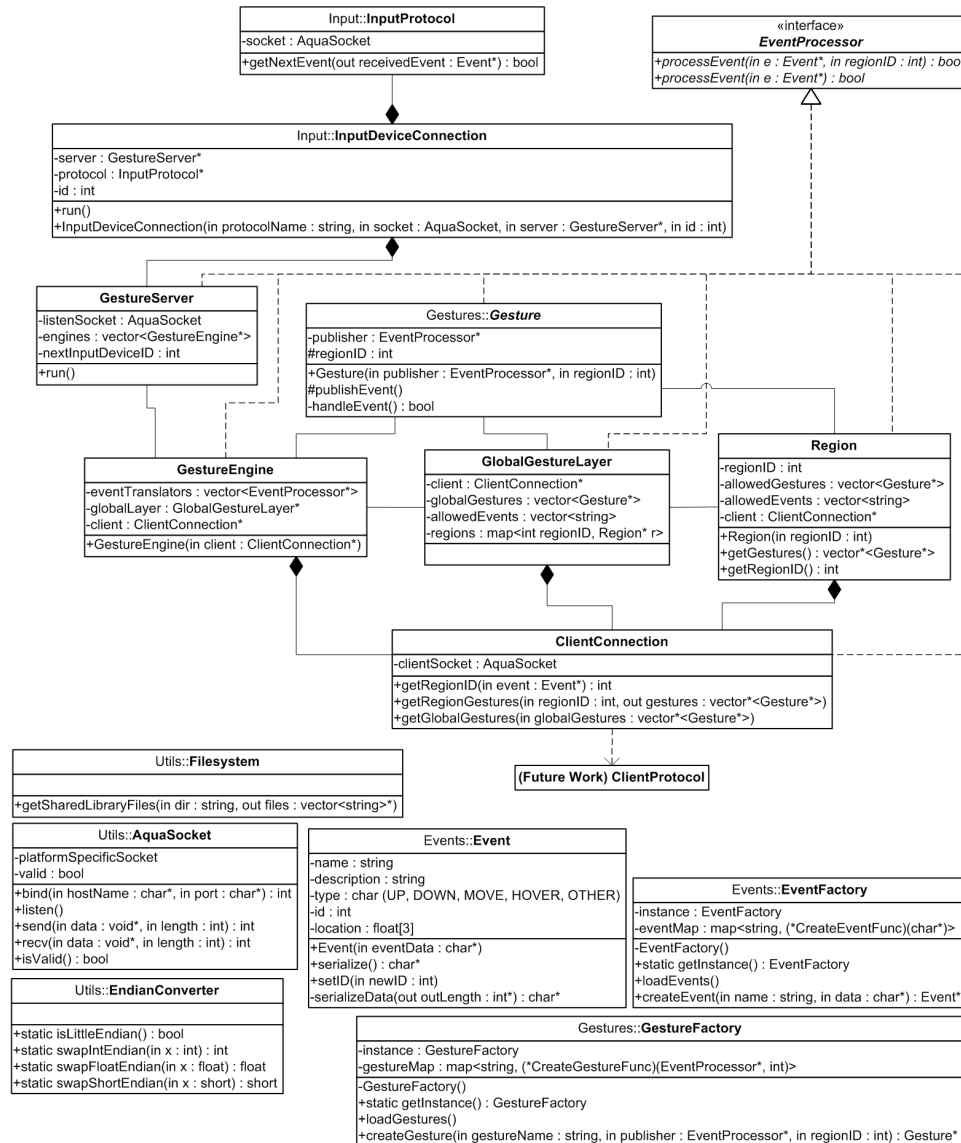 Input::InputProtocol
-socket : AquaSocket
+getNextEvent(out receivedEvent : Event*) : bool
«interface»
EventProcessor
+processEvent(in e : Event*, in regionID : int) : bool
+processEvent(in e : Event*) : bool
Input::InputDeviceConnection
-server : GestureServer*
-protocol : InputProtocol*
-id : int
+run()
+InputDeviceConnection(in protocolName : string, in socket : AquaSocket, in server : GestureServer*, in id : int)
GestureServer
-listenSocket : AquaSocket
-engines : vector<GestureEngine*>
-nextInputDeviceID : int
+run()
Gestures::Gesture
-publisher : EventProcessor*
#regionID : int
+Gesture(in publisher : EventProcessor*, in regionID : int)
#publishEvent()
-handleEvent() : bool
GestureEngine
-eventTranslators : vector<EventProcessor*>
-globalLayer : GlobalGestureLayer*
-client : ClientConnection*
+GestureEngine(in client : ClientConnection*)
GlobalGestureLayer
-client : ClientConnection*
-globalGestures : vector<Gesture*>
-allowedEvents : vector<string>
-regions : map<int regionID, Region* r>
Region
-regionID : int
-allowedGestures : vector<Gesture*>
-allowedEvents : vector<string>
-client : ClientConnection*
+Region(in regionID : int)
+getGestures() : vector*<Gesture*>
+getRegionID() : int
ClientConnection
-clientSocket : AquaSocket
+getRegionID(in event : Event*) : int
+getRegionGestures(in regionID : int, out gestures : vector*<Gesture*>)
+getGlobalGestures(in globalGestures : vector*<Gesture*>)
(Future Work) ClientProtocol
Utils::Filesystem
+getSharedLibraryFiles(in dir : string, out files : vector<string>*)
Utils::AquaSocket
-platformSpecificSocket
-valid : bool
+bind(in hostName : char*, in port : char*) : int
+listen()
+send(in data : void*, in length : int) : int
+recv(in data : void*, in length : int) : int
+isValid() : bool
Utils::EndianConverter
+static isLittleEndian() : bool
+static swapIntEndian(in x : int) : int
+static swapFloatEndian(in x : float) : float
+static swapShortEndian(in x : short) : short
Events::Event
-name : string
-description : string
-type : char (UP, DOWN, MOVE, HOVER, OTHER)
-id : int
-location : float[3]
+Event(in eventData : char*)
+serialize() : char*
+setID(in newID : int)
-serializeData(out outLength : int*) : char*
Events::EventFactory
-instance : EventFactory
-eventMap : map<string, (*CreateEventFunc)(char*)>
-EventFactory()
+static getInstance() : EventFactory
+loadEvents()
+createEvent(in name : string, in data : char*) : Event*
Gestures::GestureFactory
-instance : GestureFactory
-gestureMap : map<string, (*CreateGestureFunc)(EventProcessor*, int)>
-GestureFactory()
+static getInstance() : GestureFactory
+loadGestures()
+createGesture(in gestureName : string, in publisher : EventProcessor*, in regionID : int) : Gesture*